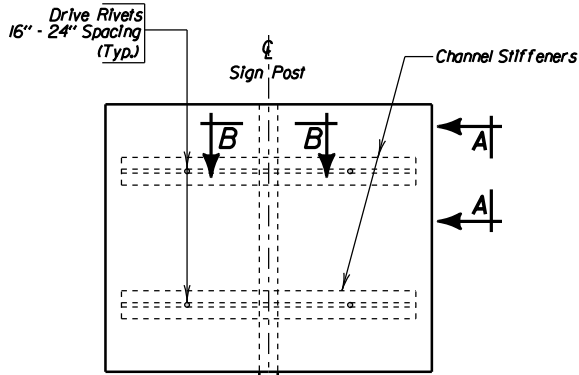 Drive Rivets
16" - 24" Spacing
(Typ.)
℄
Sign Post
Channel Stiffeners
B
B
A
A